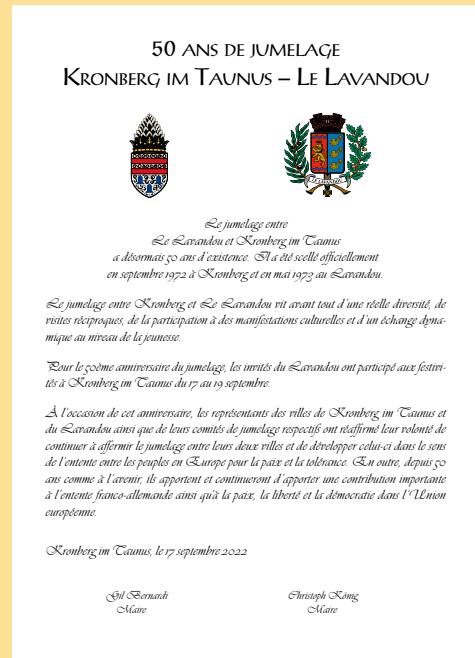 50 ANS DE JUMELAGE
KRONBERG IM TAUNUS – LE LAVANDOU
LE LAVANDOU
Le jumelage entre
Le Lavandou et Kronberg im Taunus
a désormais 50 ans d'existence. Il a été scellé officiellement
en septembre 1972 à Kronberg et en mai 1973 au Lavandou.
Le jumelage entre Kronberg et Le Lavandou vit avant tout d'une réelle diversité, de
visites réciproques, de la participation à des manifestations culturelles et d'un échange dyna-
mique au niveau de la jeunesse.
Pour le 50ème anniversaire du jumelage, les invités du Lavandou ont participé aux festivi-
tés à Kronberg im Taunus du 17 au 19 septembre.
À l'occasion de cet anniversaire, les représentants des villes de Kronberg im Taunus et
du Lavandou ainsi que de leurs comités de jumelage respectifs ont réaffirmé leur volonté de
continuer à affermir le jumelage entre leurs deux villes et de développer celui-ci dans le sens
de l'entente entre les peuples en Europe pour la paix et la tolérance. En outre, depuis 50
ans comme à l'avenir, ils apportent et continueront d'apporter une contribution importante
à l'entente franco-allemande ainsi qu'à la paix, la liberté et la démocratie dans l'Union
européenne.
Kronberg im Taunus, le 17 septembre 2022
Gil Bernardi
Maire
Christoph König
Maire